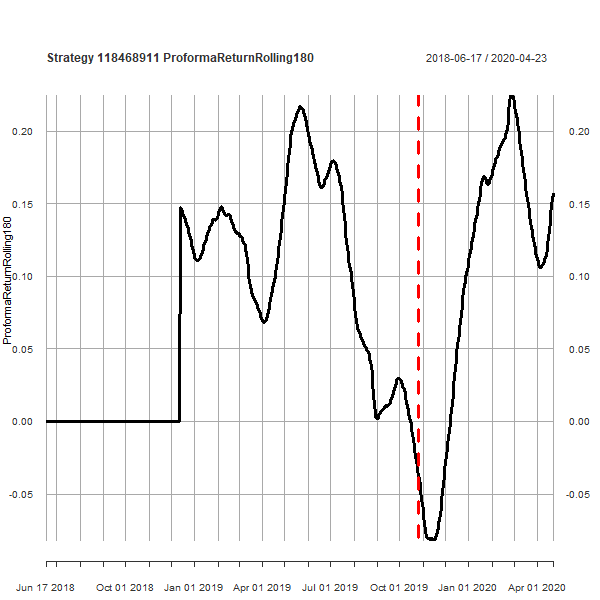 Strategy 118468911 ProformaReturnRolling180
2018-06-17 / 2020-04-23
ProformaReturnRolling180
0.20
0.15
0.10
0.05
0.00
-0.05
0.20
0.15
0.10
0.05
0.00
-0.05
Jun 17 2018
Oct 01 2018
Jan 01 2019
Apr 01 2019
Jul 01 2019
Oct 01 2019
Jan 01 2020
Apr 01 2020